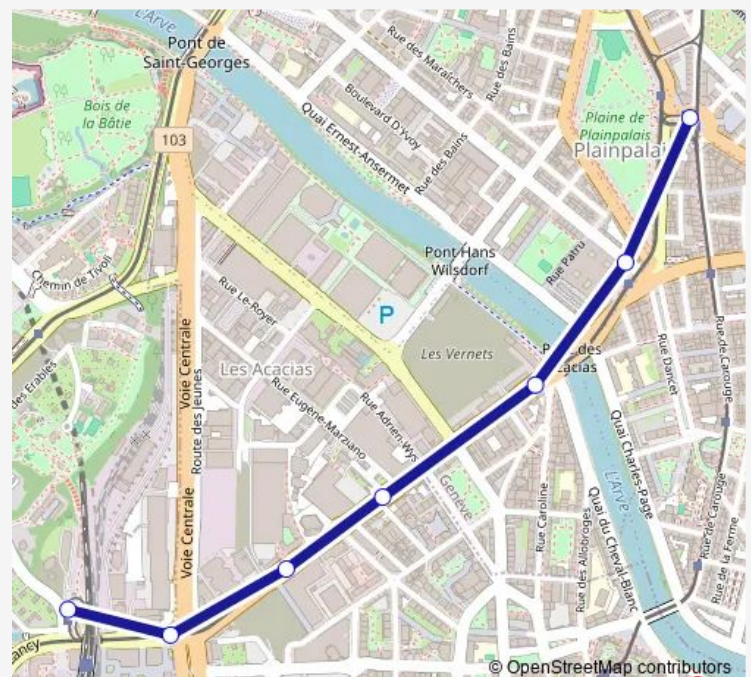 L'Arve
Pont de
Saint-Georges
Rue des Maraîchers
Rue des Bains
Bois de
la Bâtie
Boulevard D'Yvoy
Plaine de
Plainpalais
103
Quai Ernest-Ansermet
Rue des Bains
Plainpalai
Pont Hans
Wilsdorf
Rue Patru
Chemin de Tivoli
Rue Le-Royer
P
Les Vernets
Rue de Carouge
Voie Centrale
Route des Jeunes
Les Acacias
Rue Dancet
des Erables
Rue Eugène-Marziano
Rue Adrien-Wys
Quai Charles-Page
Genève
L'Arve
Voie Centrale
Rue Caroline
Rue des Allobroges
Quai du Cheval-Blanc
Rue de Carouge
Rue de la Ferme
ancy
© OpenStreetMap contributors